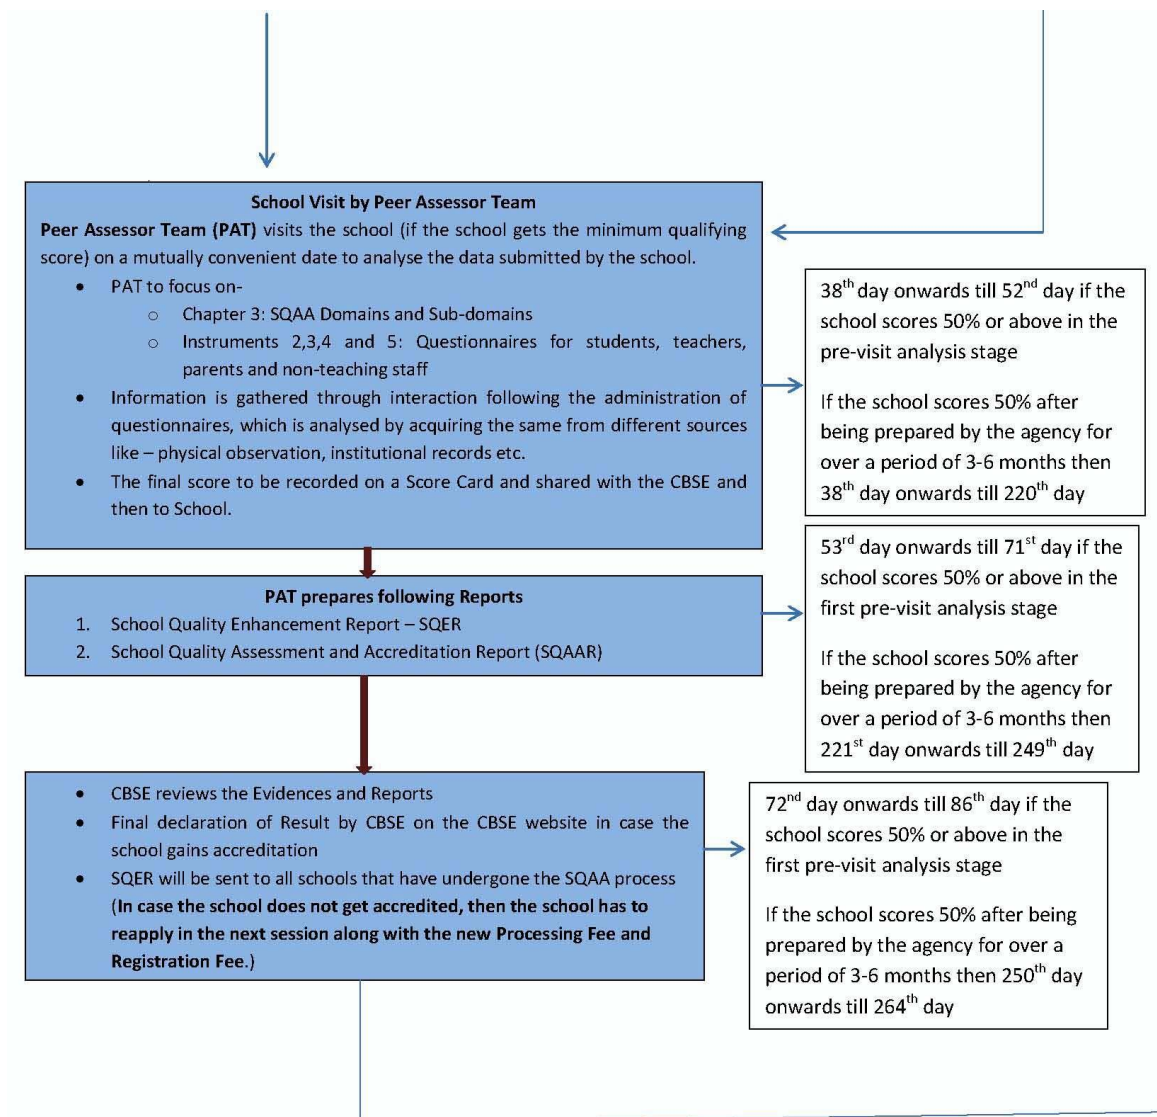 School Visit by Peer Assessor Team
Peer Assessor Team (PAT) visits the school (if the school gets the minimum qualifying
score) on a mutually convenient date to analyse the data submitted by the school.
• PAT to focus on-
o Chapter 3: SQAA Domains and Sub-domains
o Instruments 2,3,4 and 5: Questionnaires for students, teachers,
parents and non-teaching staff
• Information is gathered through interaction following the administration of
questionnaires, which is analysed by acquiring the same from different sources
like – physical observation, institutional records etc.
• The final score to be recorded on a Score Card and shared with the CBSE and
then to School.
38th day onwards till 52nd day if the
school scores 50% or above in the
pre-visit analysis stage
If the school scores 50% after
being prepared by the agency for
over a period of 3-6 months then
38th day onwards till 220th day
PAT prepares following Reports
1. School Quality Enhancement Report – SQER
2. School Quality Assessment and Accreditation Report (SQAAR)
53rd day onwards till 71st day if the
school scores 50% or above in the
first pre-visit analysis stage
If the school scores 50% after
being prepared by the agency for
over a period of 3-6 months then
221st day onwards till 249th day
• CBSE reviews the Evidences and Reports
• Final declaration of Result by CBSE on the CBSE website in case the
school gains accreditation
• SQER will be sent to all schools that have undergone the SQAA process
(In case the school does not get accredited, then the school has to
reapply in the next session along with the new Processing Fee and
Registration Fee.)
72nd day onwards till 86th day if the
school scores 50% or above in the
first pre-visit analysis stage
If the school scores 50% after being
prepared by the agency for over a
period of 3-6 months then 250th day
onwards till 264th day